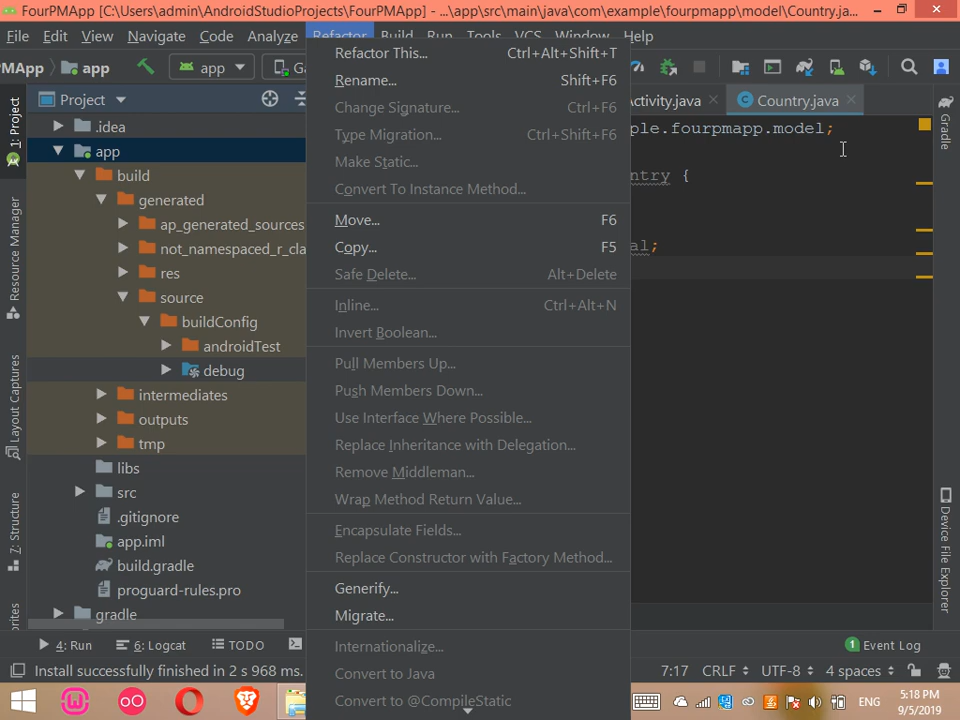 FourPMApp [C:\Users\admin\AndroidStudioProjects\FourPMApp] - ...\app\src\main\java\com\example\fourpmapp\model\Country.ja...
File Edit View Navigate Code Analyze Refactor Build Run Tools VCS Window Help
PMApp app app
1: Project
Resource Manager
Layout Captures
7: Structure
Project
.idea
app
build
generated
ap_generated_sources
not_namespaced_r_cla
res
source
buildConfig
androidTest
debug
intermediates
outputs
tmp
libs
src
.gitignore
app.iml
build.gradle
proguard-rules.pro
gradle
Refactor This... Ctrl+Alt+Shift+T
Rename... Shift+F6
Change Signature... Ctrl+F6
Type Migration... Ctrl+Shift+F6
Make Static...
Convert To Instance Method...
Move... F6
Copy... F5
Safe Delete... Alt+Delete
Inline... Ctrl+Alt+N
Invert Boolean...
Pull Members Up...
Push Members Down...
Use Interface Where Possible...
Replace Inheritance with Delegation...
Remove Middleman...
Wrap Method Return Value...
Encapsulate Fields...
Replace Constructor with Factory Method...
Generify...
Migrate...
Internationalize...
Convert to Java
Convert to @CompileStatic
Activity.java Country.java
ple.fourpmapp.model;
ntry {
al;
Gradle
Device File Explorer
4: Run 6: Logcat TODO 1 Event Log
Install successfully finished in 2 s 968 ms. 7:17 CRLF UTF-8 4 spaces
ENG 5:18 PM
9/5/2019